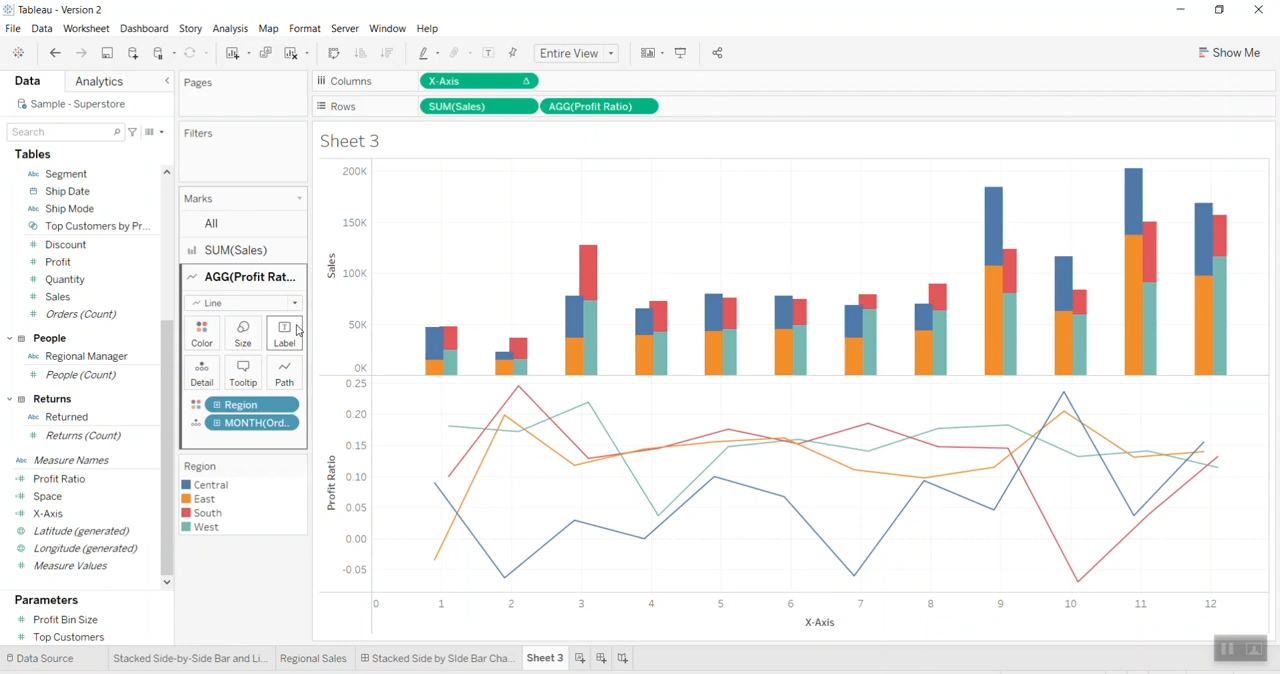 Tableau - Version 2
File Data Worksheet Dashboard Story Analysis Map Format Server Window Help
Entire View
Show Me
Data Analytics
Sample - Superstore
Search
Tables
Abc Segment
Ship Date
Abc Ship Mode
Top Customers by Pr...
# Discount
# Profit
# Quantity
# Sales
# Orders (Count)
People
Abc Regional Manager
# People (Count)
Returns
Abc Returned
# Returns (Count)
Abc Measure Names
=# Profit Ratio
=# Space
=# X-Axis
Latitude (generated)
Longitude (generated)
# Measure Values
Parameters
# Profit Bin Size
# Top Customers
Pages
Filters
Marks
All
SUM(Sales)
AGG(Profit Rat...
Line
Color Size Label
Detail Tooltip Path
Region
MONTH(Ord..
Region
Central
East
South
West
Columns X-Axis Δ
Rows SUM(Sales) AGG(Profit Ratio)
Sheet 3
Sales
200K
150K
100K
50K
0K
Profit Ratio
0.25
0.20
0.15
0.10
0.05
0.00
-0.05
0 1 2 3 4 5 6 7 8 9 10 11 12
X-Axis
Data Source Stacked Side-by-Side Bar and Li... Regional Sales Stacked Side by SIde Bar Cha... Sheet 3